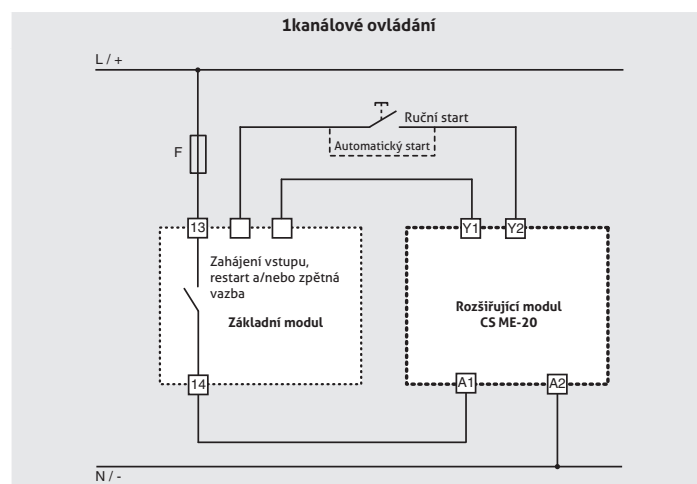 1kanálové ovládání
L / +
Ruční start
Automatický start
F
13
Y1
Y2
Zahájení vstupu,
restart a/nebo zpětná
vazba
Základní modul
Rozšiřující modul
CS ME-20
14
A1
A2
N / -